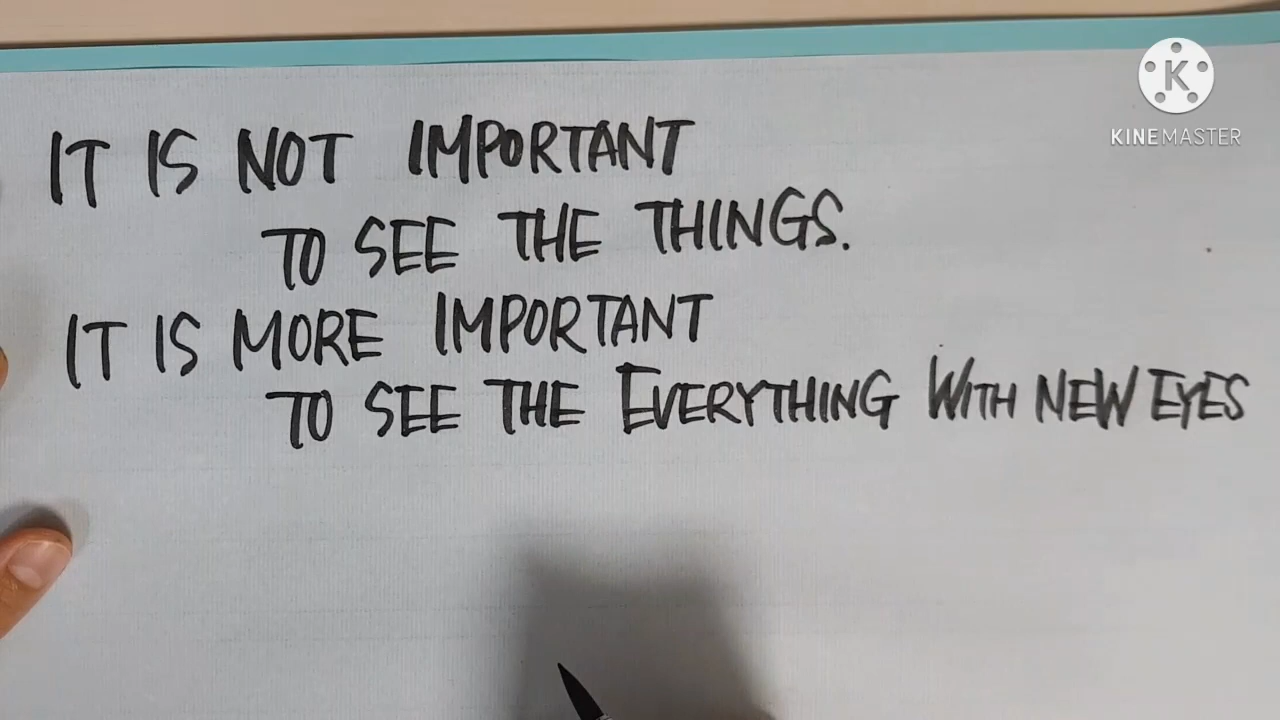 IT IS NOT IMPORTANT
TO SEE THE THINGS.
IT IS MORE IMPORTANT
TO SEE THE EVERYTHING WITH NEW EYES
K
KINEMASTER